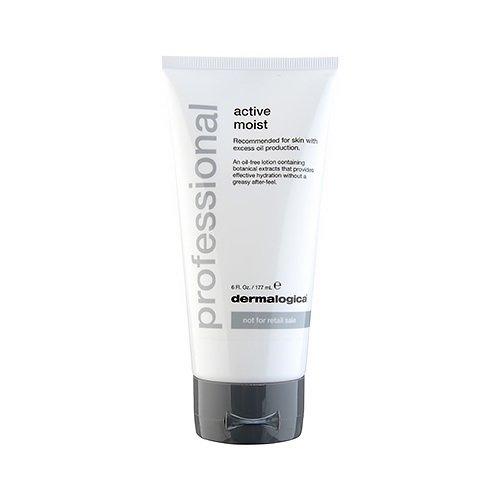 professional
active
moist
Recommended for skin with
excess oil production.
An oil-free lotion containing
botanical extracts that provides
effective hydration without a
greasy after-feel.
6 Fl. Oz. / 177 mL ℮
dermalogica
not for retail sale